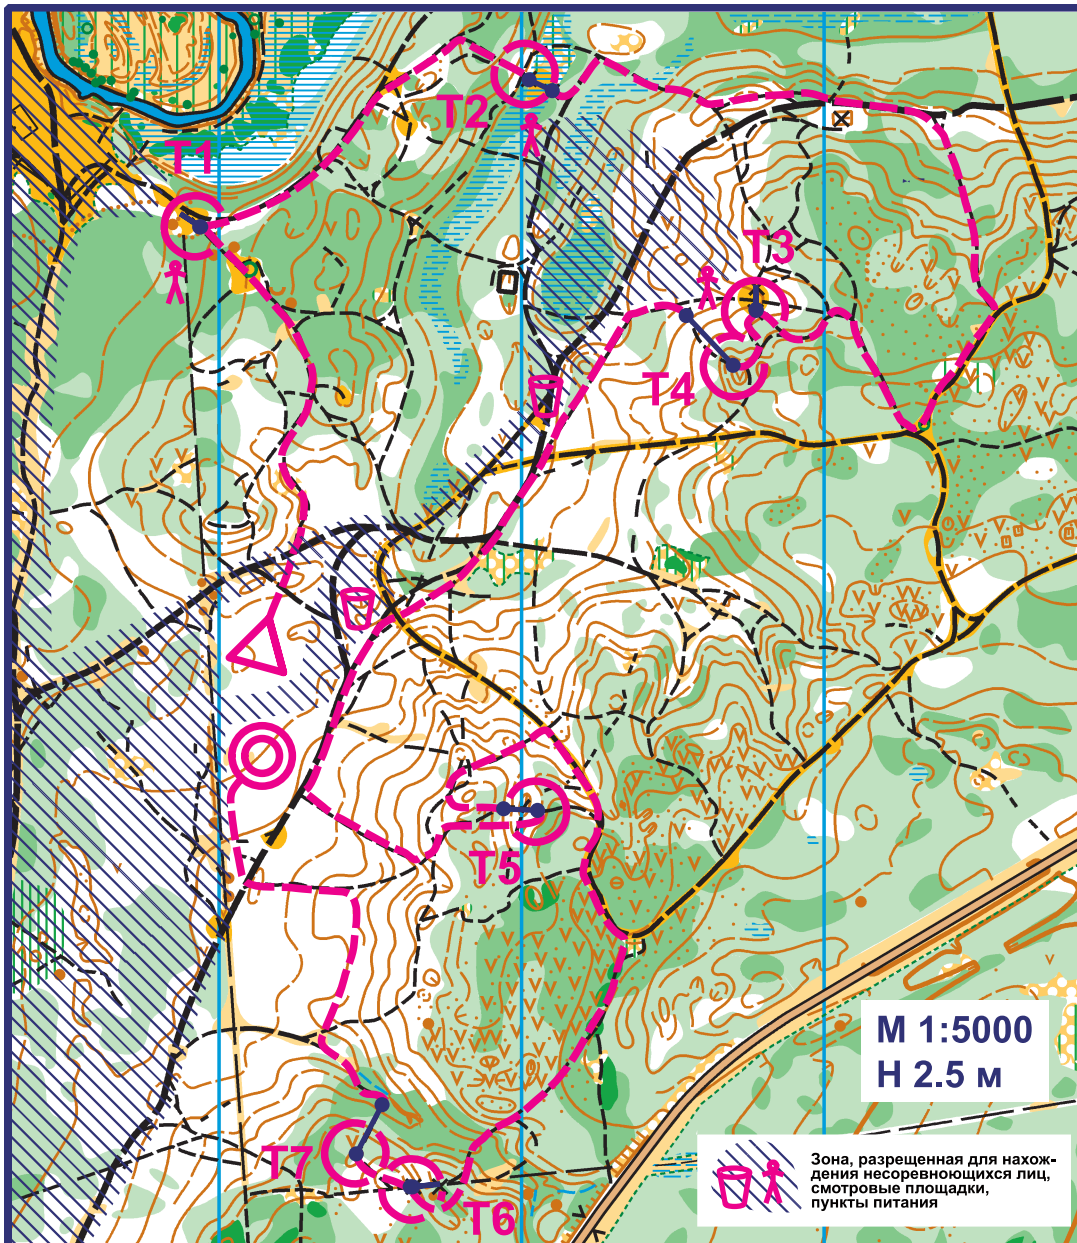 T2
T1
T3
T4
T5
М 1:5000
Н 2.5 м
T7
Зона, разрещенная для нахож-
дения несоревноющихся лиц,
смотровые площадки,
пункты питания
T6